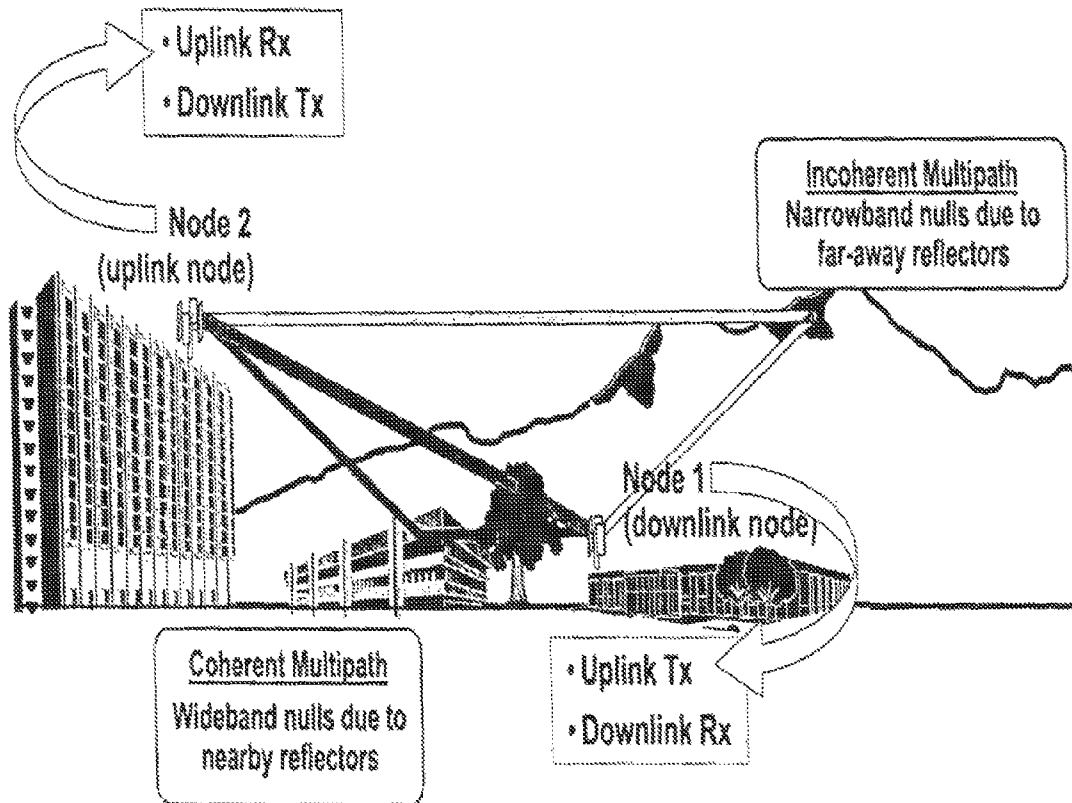 • Uplink Rx
• Downlink Tx
Incoherent Multipath
Narrowband nulls due to
far-away reflectors
Node 2
(uplink node)
Node 1
(downlink node)
Coherent Multipath
Wideband nulls due to
nearby reflectors
• Uplink Tx
• Downlink Rx